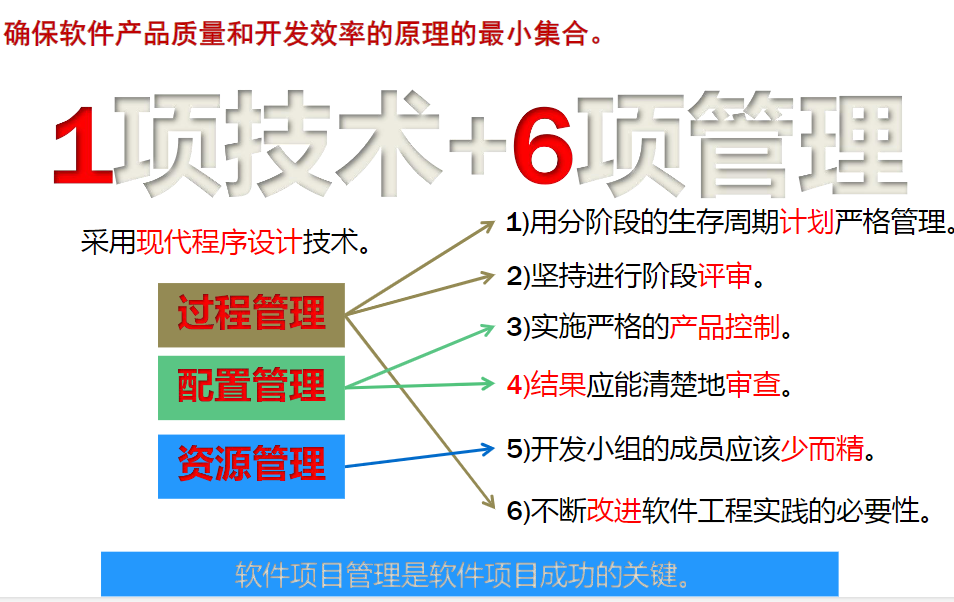 确保软件产品质量和开发效率的原理的最小集合。
1项技术+6项管理
采用现代程序设计技术。
过程管理
配置管理
资源管理
1)用分阶段的生存周期计划严格管理。
2)坚持进行阶段评审。
3)实施严格的产品控制。
4)结果应能清楚地审查。
5)开发小组的成员应该少而精。
6)不断改进软件工程实践的必要性。
软件项目管理是软件项目成功的关键。